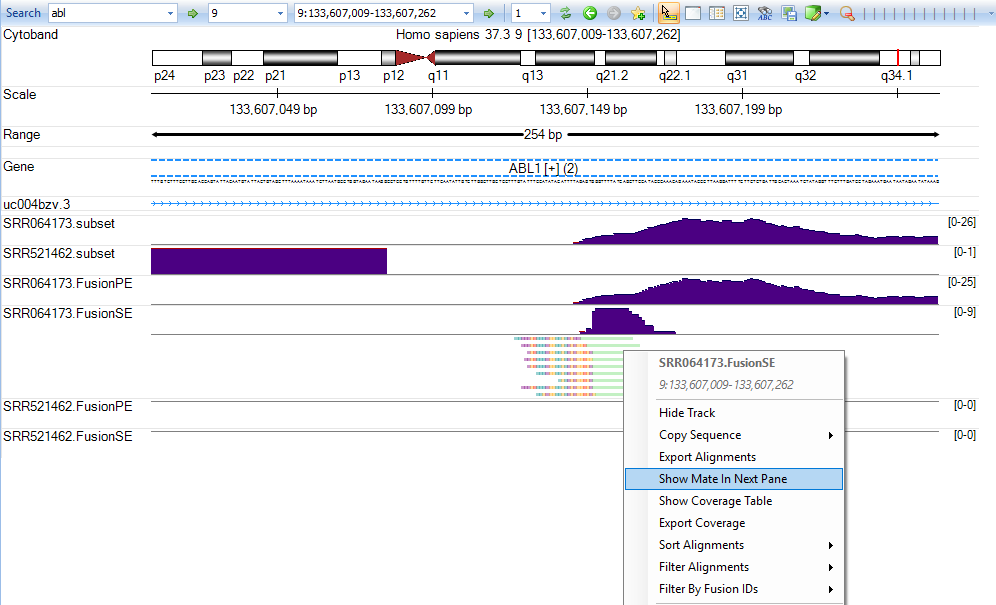 Search abl 9 9:133,607,009-133,607,262 1 ABC
Cytoband
Homo sapiens 37.3 9 [133,607,009-133,607,262]
p24 p23 p22 p21 p13 p12 q11 q13 q21.2 q22.1 q31 q32 q34.1
Scale
133,607,049 bp 133,607,099 bp 133,607,149 bp 133,607,199 bp
Range
254 bp
Gene
ABL1 [+] (2)
uc004bzv.3
SRR064173.subset [0-26]
SRR521462.subset [0-1]
SRR064173.FusionPE [0-25]
SRR064173.FusionSE [0-9]
SRR521462.FusionPE [0-0]
SRR521462.FusionSE [0-0]
SRR064173.FusionSE
9:133,607,009-133,607,262
Hide Track
Copy Sequence
Export Alignments
Show Mate In Next Pane
Show Coverage Table
Export Coverage
Sort Alignments
Filter Alignments
Filter By Fusion IDs